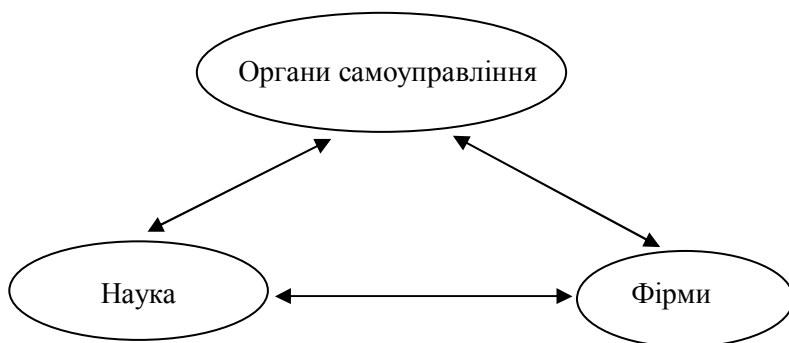 Органи самоуправління
Наука
Фірми